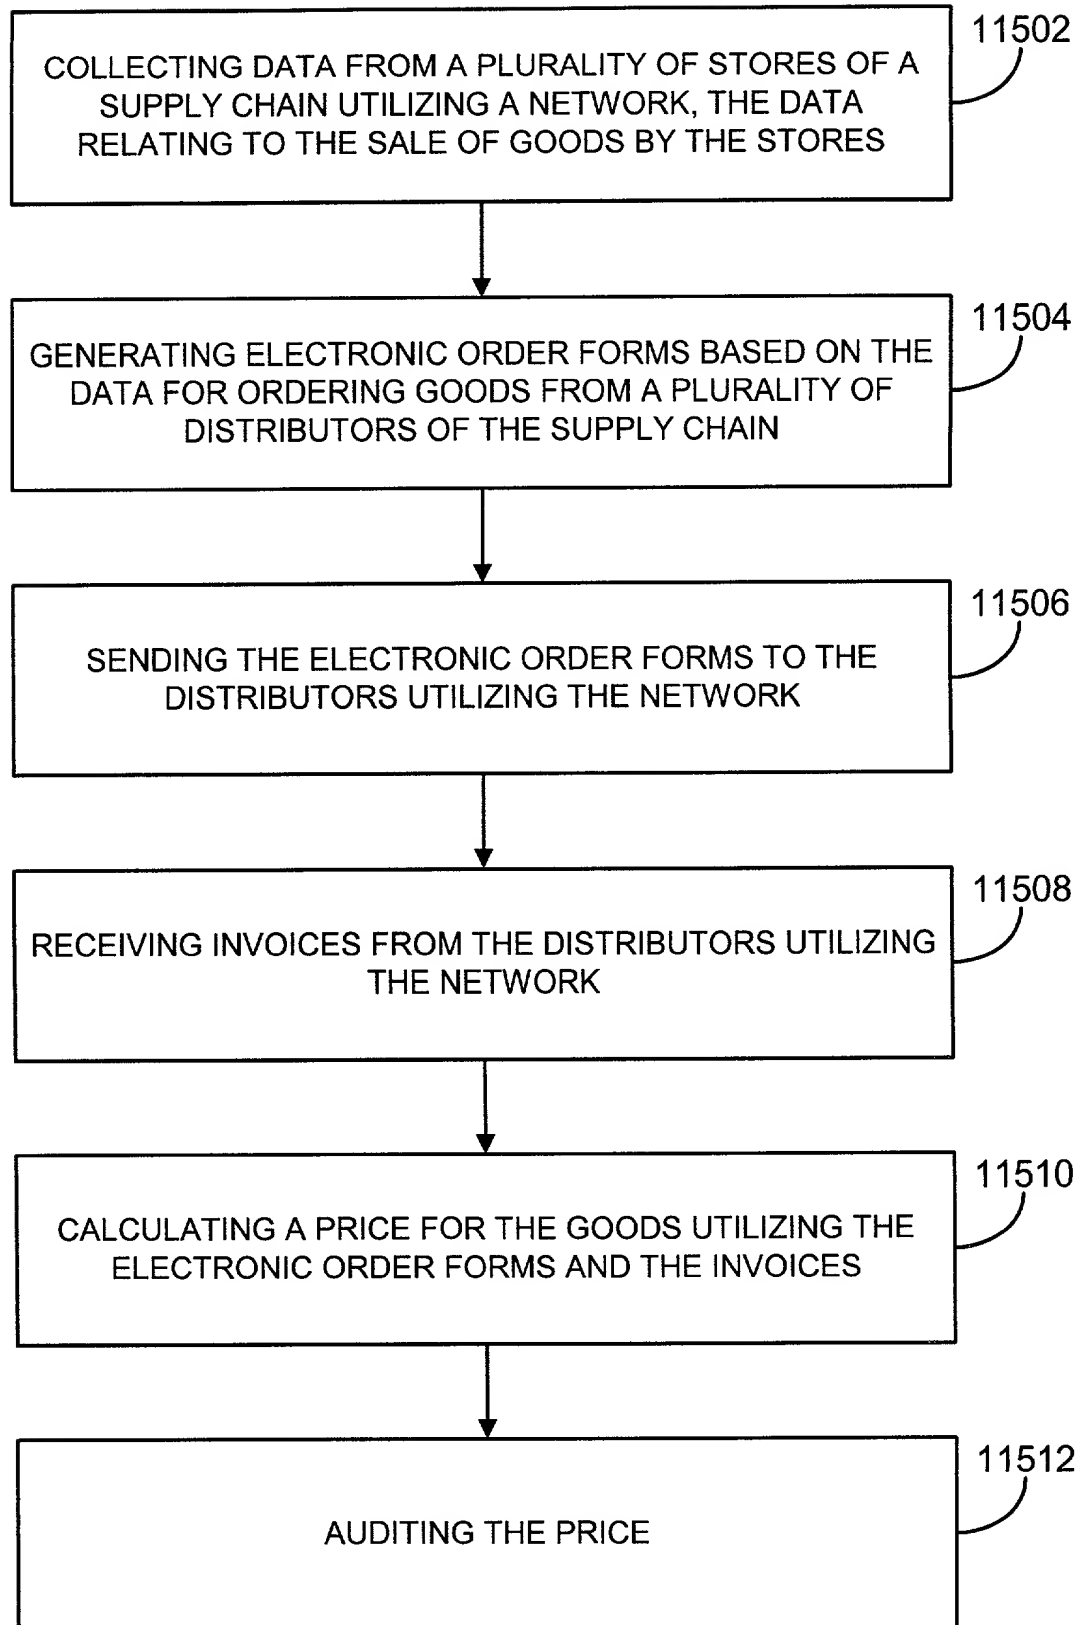 11502
COLLECTING DATA FROM A PLURALITY OF STORES OF A
SUPPLY CHAIN UTILIZING A NETWORK, THE DATA
RELATING TO THE SALE OF GOODS BY THE STORES
11504
GENERATING ELECTRONIC ORDER FORMS BASED ON THE
DATA FOR ORDERING GOODS FROM A PLURALITY OF
DISTRIBUTORS OF THE SUPPLY CHAIN
11506
SENDING THE ELECTRONIC ORDER FORMS TO THE
DISTRIBUTORS UTILIZING THE NETWORK
11508
RECEIVING INVOICES FROM THE DISTRIBUTORS UTILIZING
THE NETWORK
11510
CALCULATING A PRICE FOR THE GOODS UTILIZING THE
ELECTRONIC ORDER FORMS AND THE INVOICES
11512
AUDITING THE PRICE